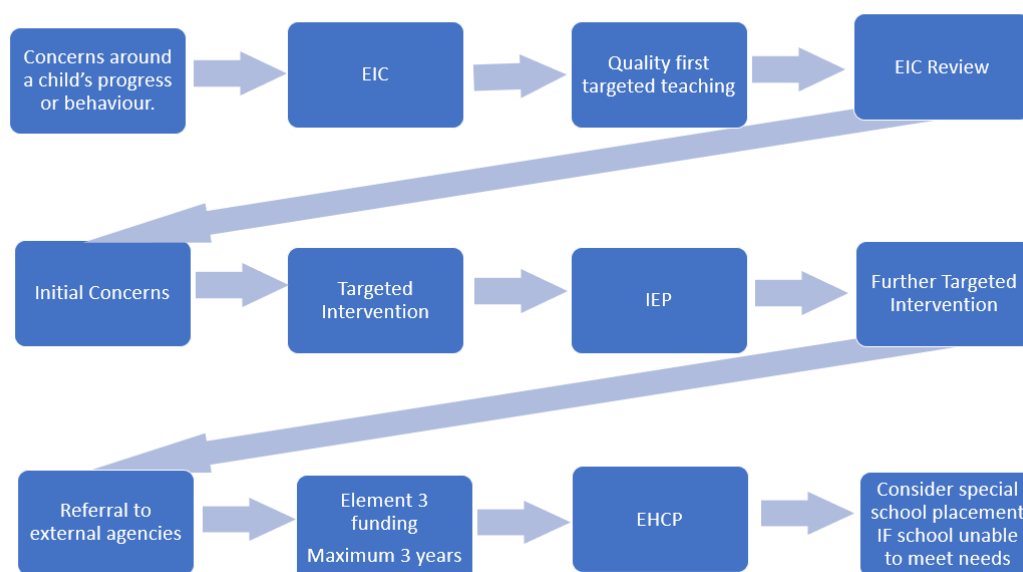 Concerns around
a child's progress
or behaviour.
EIC
Quality first
targeted teaching
EIC Review
Initial Concerns
Targeted
Intervention
IEP
Further Targeted
Intervention
Referral to
external agencies
Element 3
funding
Maximum 3 years
EHCP
Consider special
school placement
IF school unable
to meet needs